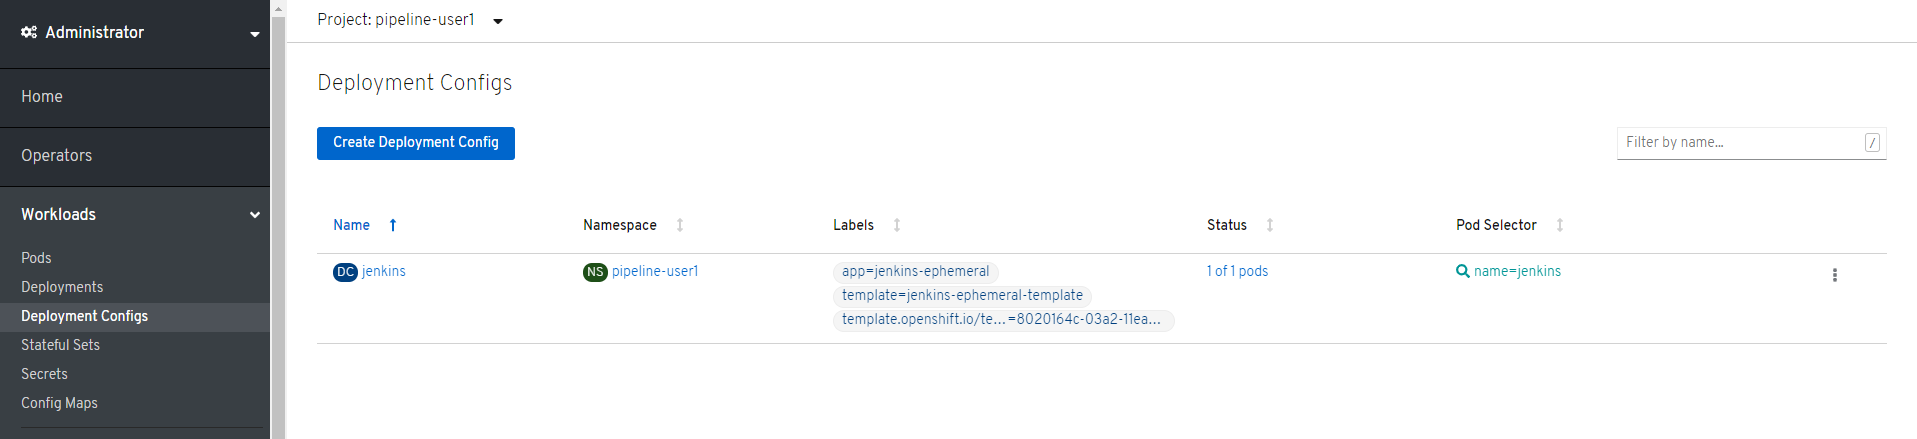 Administrator
Home
Operators
Workloads
Pods
Deployments
Deployment Configs
Stateful Sets
Secrets
Config Maps
Project: pipeline-user1
Deployment Configs
Create Deployment Config
Filter by name...
/
Name Namespace Labels Status Pod Selector
DC jenkins NS pipeline-user1 app=jenkins-ephemeral 1 of 1 pods name=jenkins
template=jenkins-ephemeral-template
template.openshift.io/te...=8020164c-03a2-11ea...